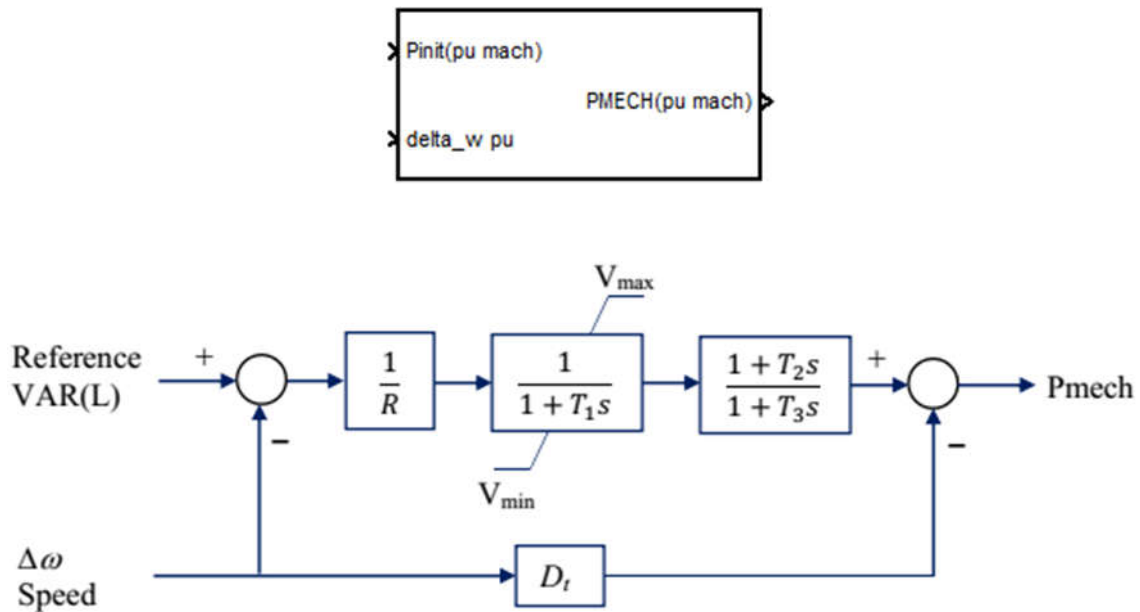 Pinit(pu mach)
PMECH(pu mach)
delta_w pu
Vmax
Reference
VAR(L)
+
−
1
R
1
1 + T₁s
1 + T₂s
1 + T₃s
+
−
Pmech
Vmin
Δω
Speed
Dₜ